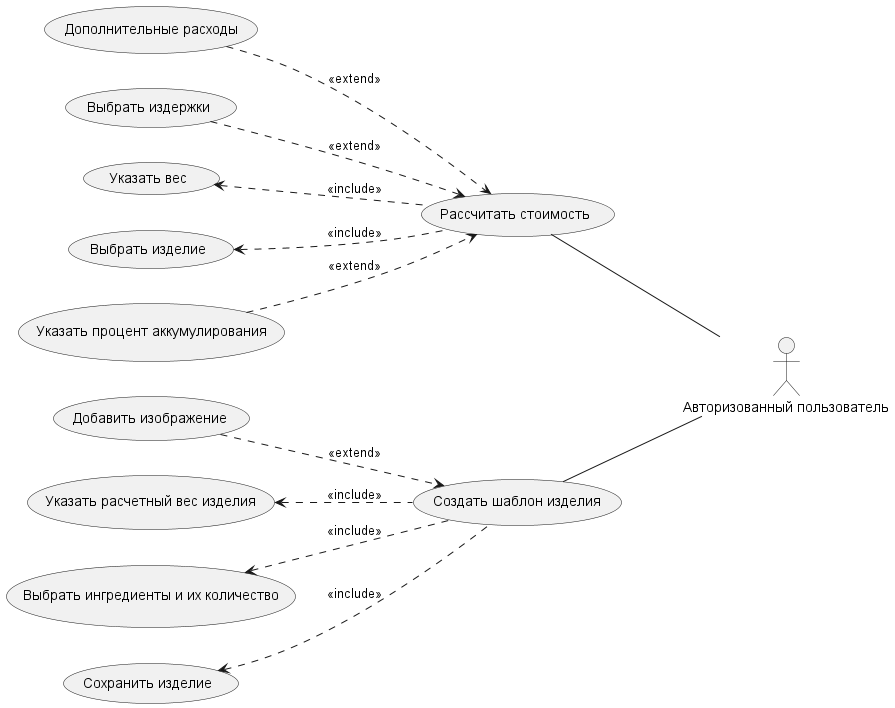 Дополнительные расходы
«extend»
Выбрать издержки
«extend»
Указать вес
«include»
Рассчитать стоимость
Выбрать изделие
«include»
«extend»
Указать процент аккумулирования
Авторизованный пользователь
Добавить изображение
«extend»
Указать расчетный вес изделия
«include»
Создать шаблон изделия
«include»
Выбрать ингредиенты и их количество
«include»
Сохранить изделие